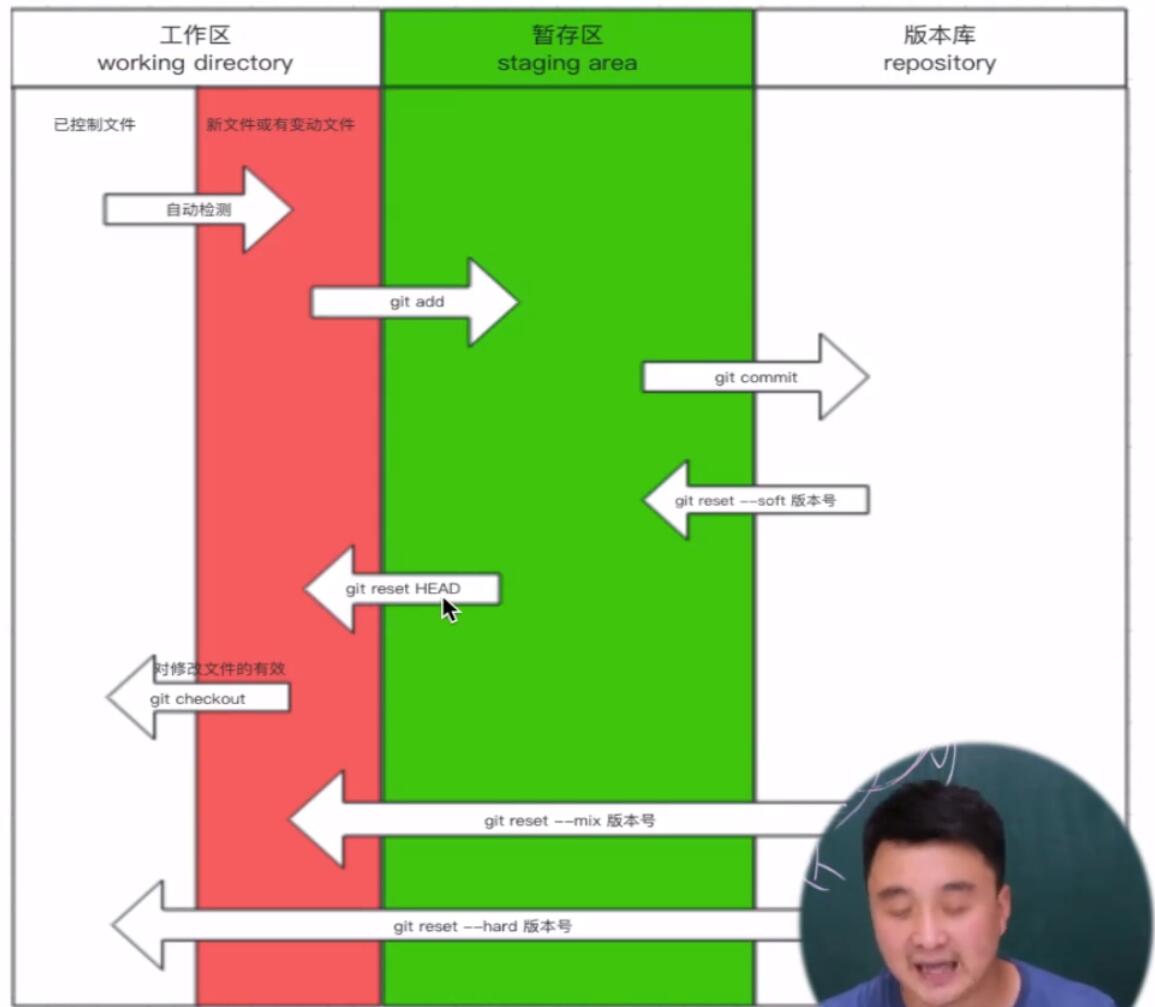 工作区
working directory
暂存区
staging area
版本库
repository
已控制文件
新文件或有变动文件
自动检测
git add
git commit
git reset --soft 版本号
git reset HEAD
对修改文件的有效
git checkout
git reset --mix 版本号
git reset --hard 版本号